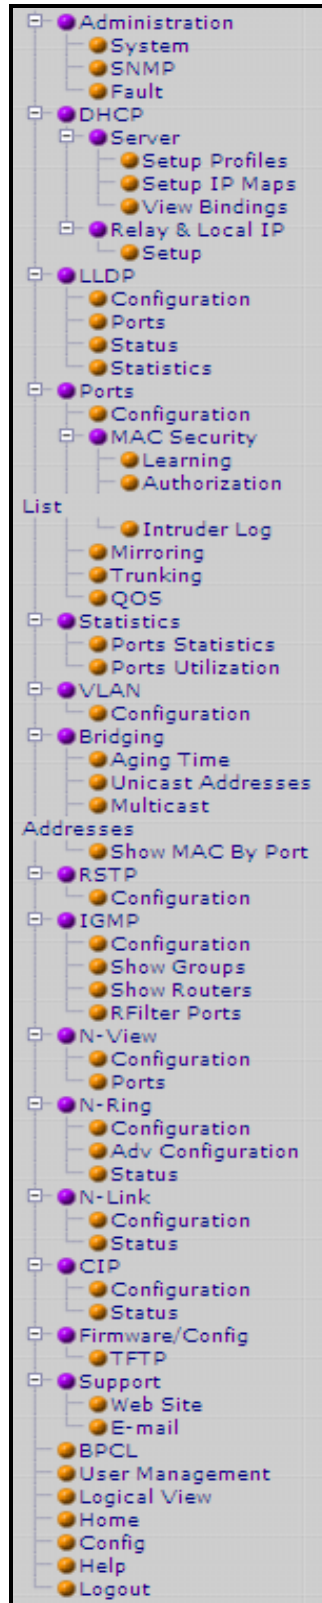 Administration
System
SNMP
Fault
DHCP
Server
Setup Profiles
Setup IP Maps
View Bindings
Relay & Local IP
Setup
LLDP
Configuration
Ports
Status
Statistics
Ports
Configuration
MAC Security
Learning
Authorization
List
Intruder Log
Mirroring
Trunking
QOS
Statistics
Ports Statistics
Ports Utilization
VLAN
Configuration
Bridging
Aging Time
Unicast Addresses
Multicast
Addresses
Show MAC By Port
RSTP
Configuration
IGMP
Configuration
Show Groups
Show Routers
RFilter Ports
N-View
Configuration
Ports
N-Ring
Configuration
Adv Configuration
Status
N-Link
Configuration
Status
CIP
Configuration
Status
Firmware/Config
TFTP
Support
Web Site
E-mail
BPCL
User Management
Logical View
Home
Config
Help
Logout